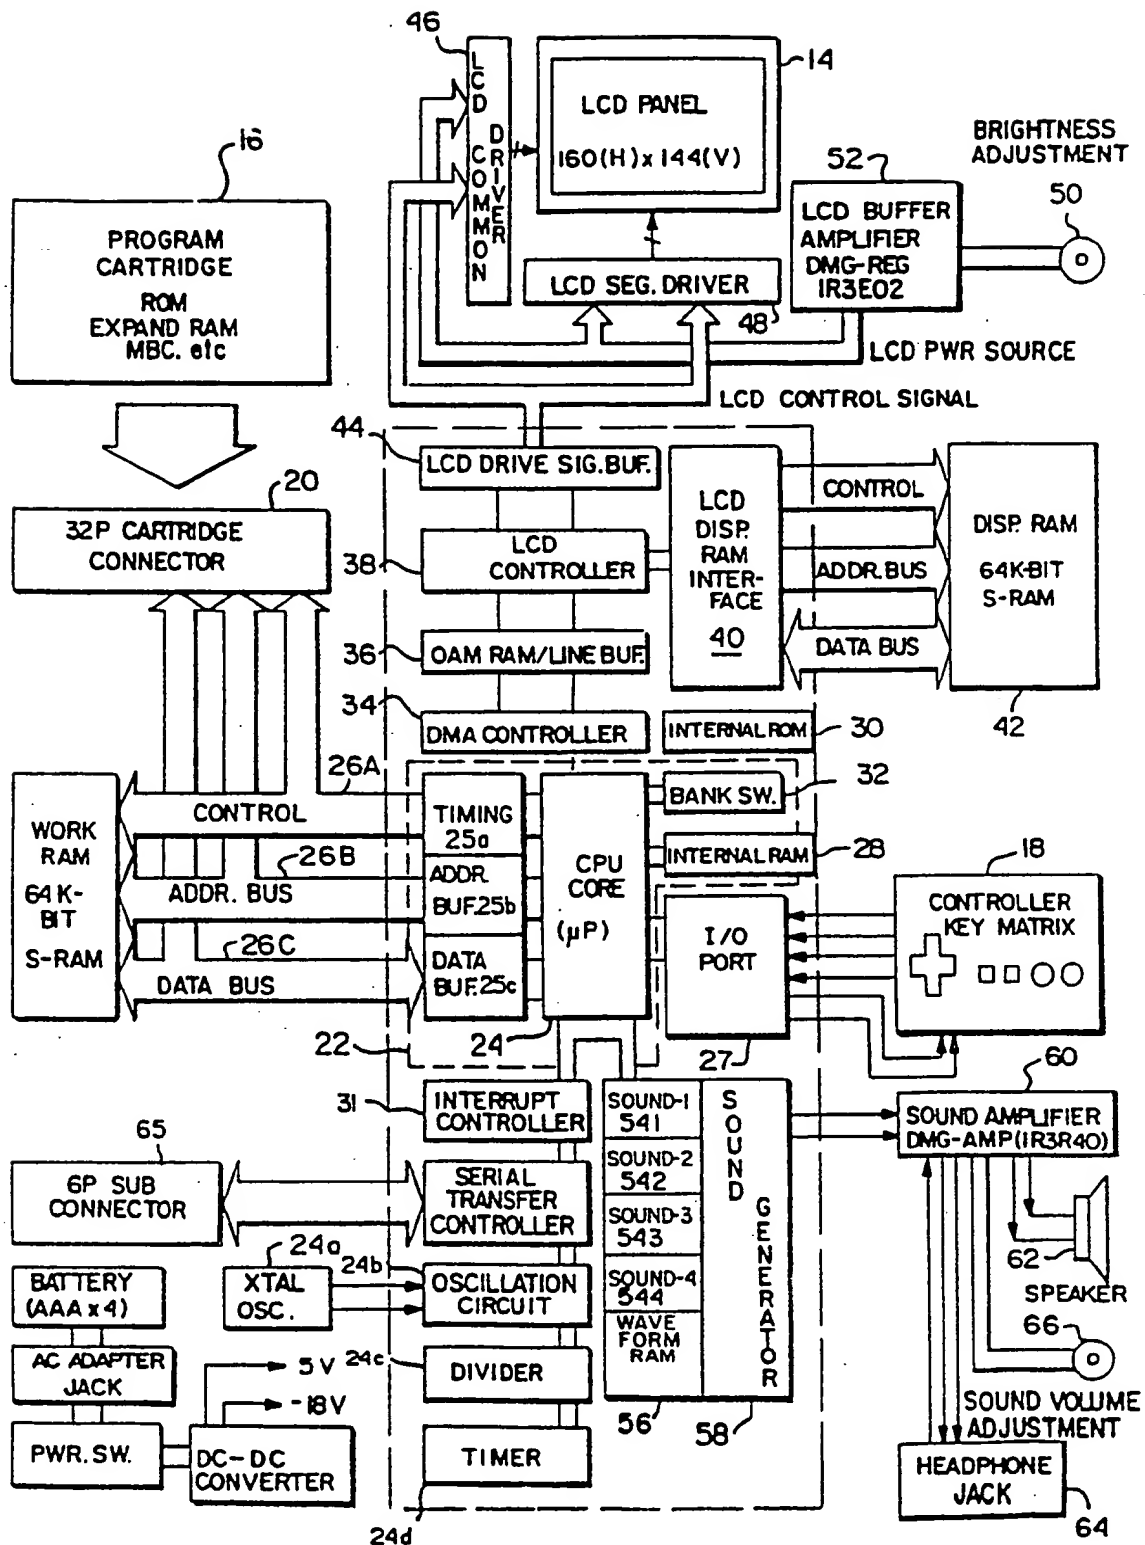 46
LCD COMMON
DRIVER
14
LCD PANEL
160(H)x144(V)
16
PROGRAM
CARTRIDGE
ROM
EXPAND RAM
MBC. etc
52
LCD BUFFER
AMPLIFIER
DMG-REG
IR3E02
BRIGHTNESS
ADJUSTMENT
50
LCD SEG. DRIVER
48
LCD PWR SOURCE
LCD CONTROL SIGNAL
20
32P CARTRIDGE
CONNECTOR
44
LCD DRIVE SIG. BUF.
38
LCD
CONTROLLER
36
OAM RAM/LINE BUF.
34
DMA CONTROLLER
LCD
DISP.
RAM
INTER-
FACE
40
CONTROL
ADDR. BUS
DATA BUS
DISP. RAM
64K-BIT
S-RAM
42
INTERNAL ROM
30
BANK SW.
32
INTERNAL RAM
28
WORK
RAM
64K-
BIT
S-RAM
26A
CONTROL
26B
ADDR. BUS
26C
DATA BUS
TIMING
25a
ADDR.
BUF. 25b
DATA
BUF. 25c
CPU
CORE
(μP)
22
24
I/O
PORT
27
18
CONTROLLER
KEY MATRIX
31
INTERRUPT
CONTROLLER
65
6P SUB
CONNECTOR
SERIAL
TRANSFER
CONTROLLER
24a
XTAL
OSC.
24b
OSCILLATION
CIRCUIT
24c
DIVIDER
TIMER
24d
BATTERY
(AAA x 4)
AC ADAPTER
JACK
PWR. SW.
5V
-18V
DC-DC
CONVERTER
SOUND-1
541
SOUND-2
542
SOUND-3
543
SOUND-4
544
WAVE
FORM
RAM
56
SOUND
GENERATOR
58
60
SOUND AMPLIFIER
DMG-AMP(IR3R40)
62
SPEAKER
66
SOUND VOLUME
ADJUSTMENT
HEADPHONE
JACK
64